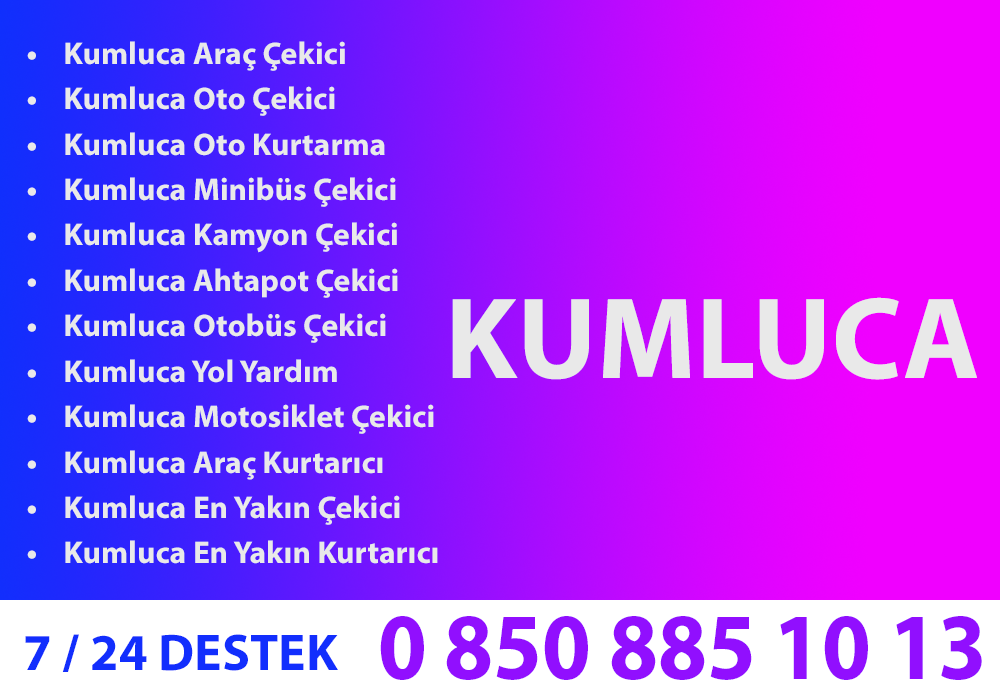 • Kumluca Araç Çekici
• Kumluca Oto Çekici
• Kumluca Oto Kurtarma
• Kumluca Minibüs Çekici
• Kumluca Kamyon Çekici
• Kumluca Ahtapot Çekici
• Kumluca Otobüs Çekici
• Kumluca Yol Yardım
• Kumluca Motosiklet Çekici
• Kumluca Araç Kurtarıcı
• Kumluca En Yakın Çekici
• Kumluca En Yakın Kurtarıcı
KUMLUCA
7 / 24 DESTEK 0 850 885 10 13